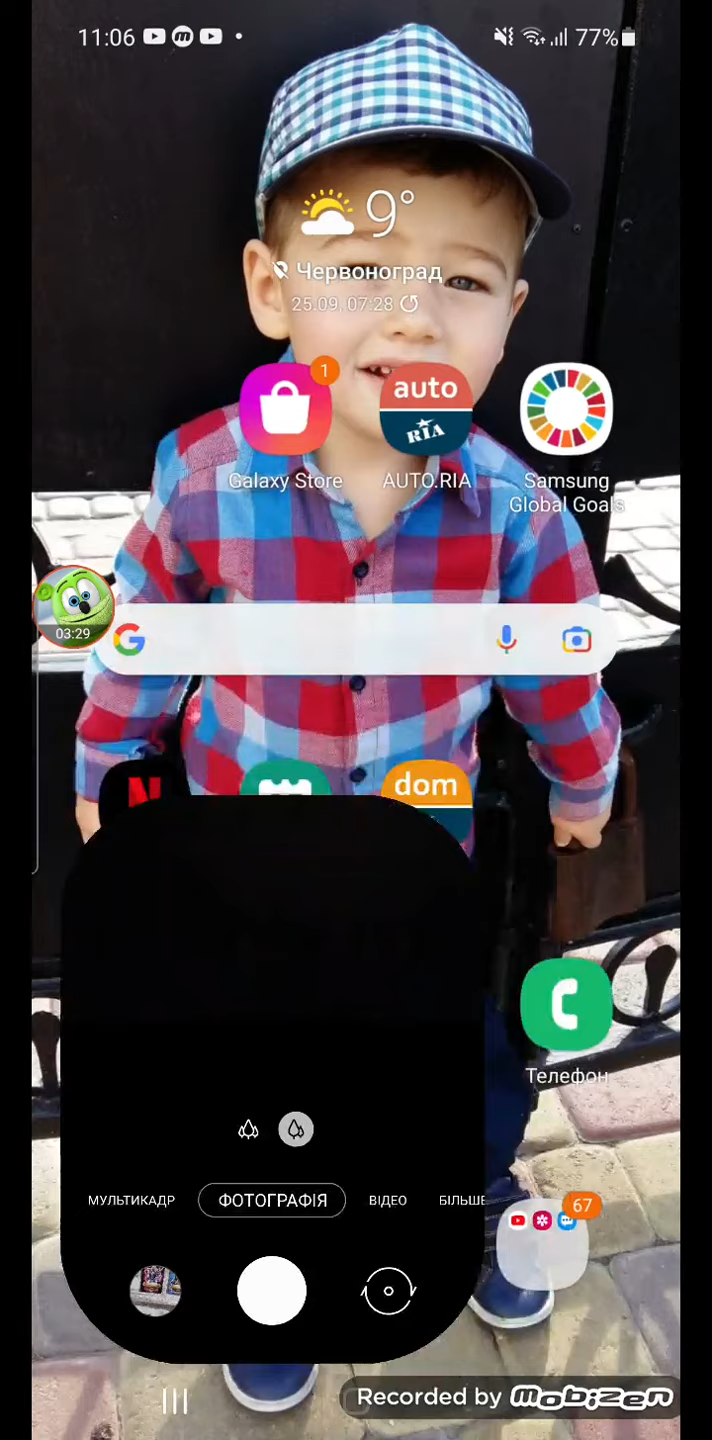 11:06
77%
9°
Червоноград
25.09, 07:28
1
auto
RIA
Galaxy Store
AUTO.RIA
Samsung
Global Goals
03:29
G
N
dom
Телефон
МУЛЬТИКАДР
ФОТОГРАФІЯ
ВІДЕО
БІЛЬШЕ
67
Recorded by mobizen